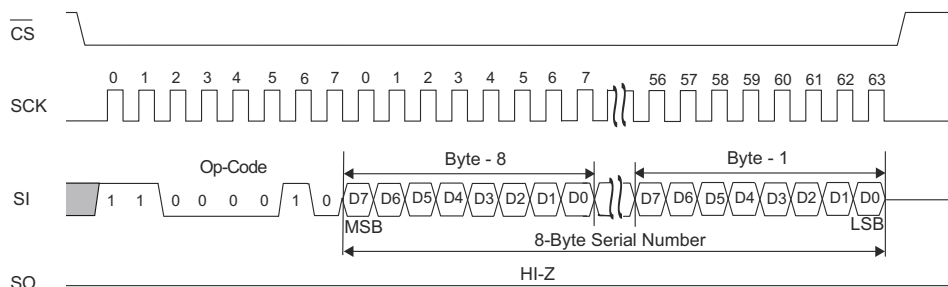 CS
0 1 2 3 4 5 6 7 0 1 2 3 4 5 6 7 56 57 58 59 60 61 62 63
SCK
Op-Code Byte - 8 Byte - 1
SI 1 1 0 0 0 0 1 0 D7 D6 D5 D4 D3 D2 D1 D0 D7 D6 D5 D4 D3 D2 D1 D0
MSB LSB
8-Byte Serial Number
HI-Z
SO